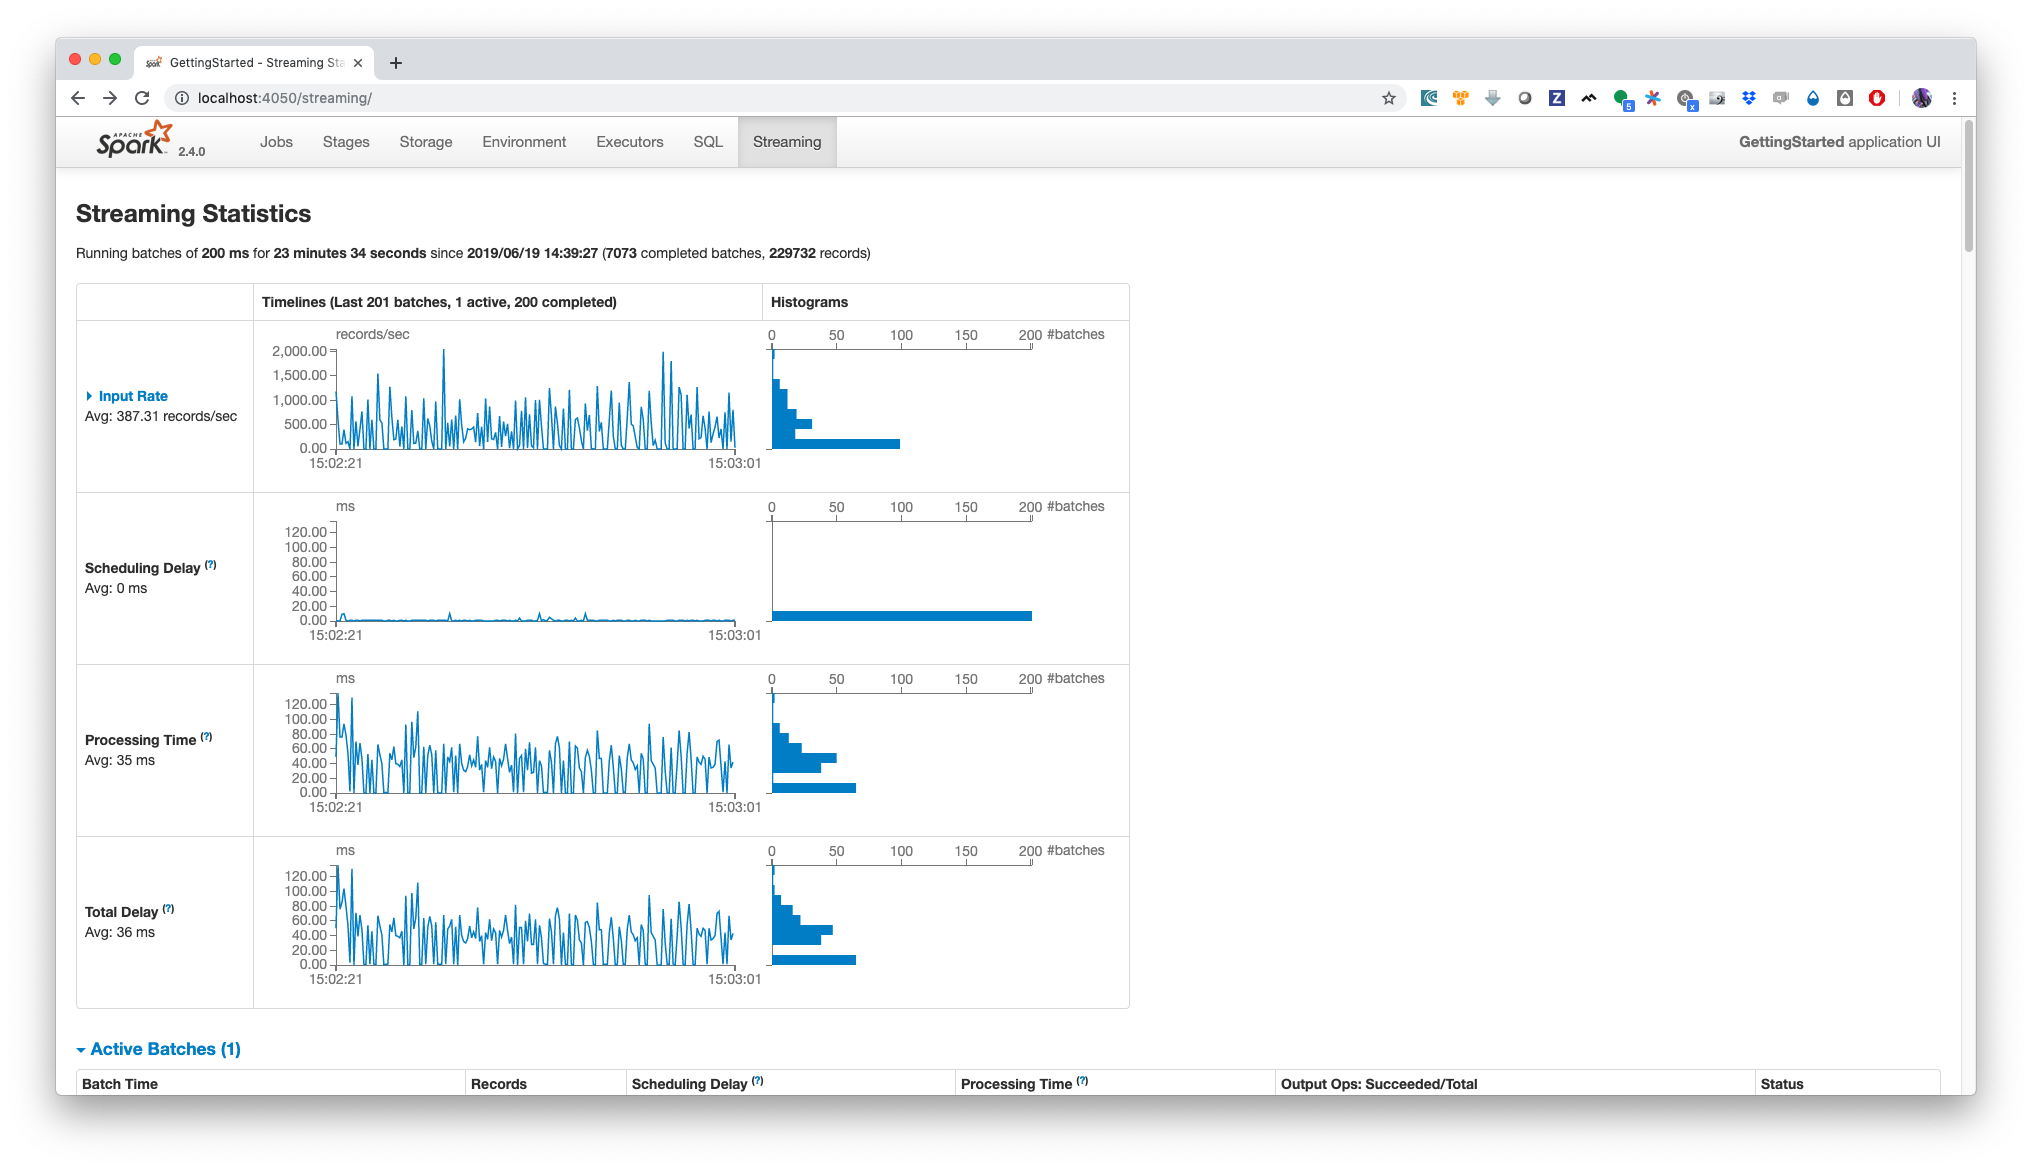 GettingStarted - Streaming Sta
localhost:4050/streaming/
5
x
APACHE
Spark 2.4.0
Jobs Stages Storage Environment Executors SQL Streaming
GettingStarted application UI
Streaming Statistics
Running batches of 200 ms for 23 minutes 34 seconds since 2019/06/19 14:39:27 (7073 completed batches, 229732 records)
Timelines (Last 201 batches, 1 active, 200 completed) Histograms
records/sec
0 50 100 150 200 #batches
2,000.00
1,500.00
1,000.00
500.00
0.00
15:02:21 15:03:01
Input Rate
Avg: 387.31 records/sec
ms
0 50 100 150 200 #batches
120.00
100.00
80.00
60.00
40.00
20.00
0.00
15:02:21 15:03:01
Scheduling Delay (?)
Avg: 0 ms
ms
0 50 100 150 200 #batches
120.00
100.00
80.00
60.00
40.00
20.00
0.00
15:02:21 15:03:01
Processing Time (?)
Avg: 35 ms
ms
0 50 100 150 200 #batches
120.00
100.00
80.00
60.00
40.00
20.00
0.00
15:02:21 15:03:01
Total Delay (?)
Avg: 36 ms
Active Batches (1)
Batch Time Records Scheduling Delay (?) Processing Time (?) Output Ops: Succeeded/Total Status